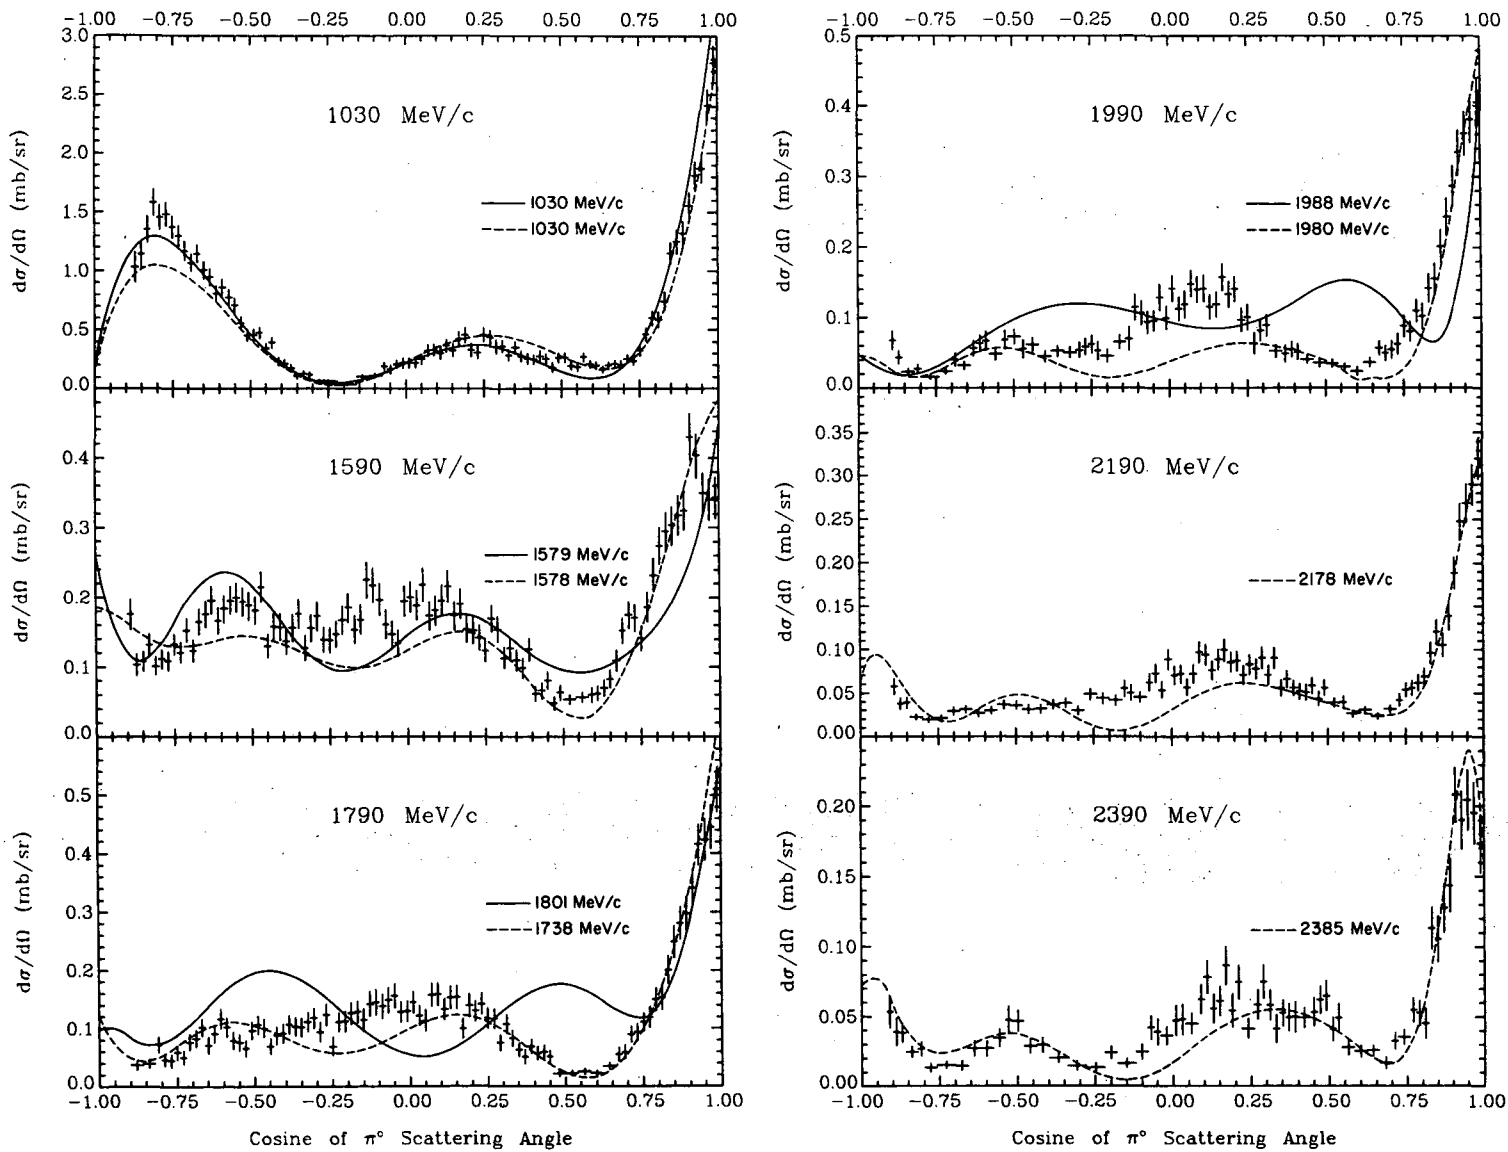 −1.00 −0.75 −0.50 −0.25 0.00 0.25 0.50 0.75 1.00
3.0
2.5
2.0
1.5
1.0
0.5
0.0
dσ/dΩ (mb/sr)
1030 MeV/c
1030 MeV/c
1030 MeV/c
0.4
0.3
0.2
0.1
0.0
dσ/dΩ (mb/sr)
1590 MeV/c
1579 MeV/c
1578 MeV/c
0.5
0.4
0.3
0.2
0.1
0.0
dσ/dΩ (mb/sr)
1790 MeV/c
1801 MeV/c
1738 MeV/c
−1.00 −0.75 −0.50 −0.25 0.00 0.25 0.50 0.75 1.00
Cosine of π° Scattering Angle
−1.00 −0.75 −0.50 −0.25 0.00 0.25 0.50 0.75 1.00
0.5
0.4
0.3
0.2
0.1
0.0
dσ/dΩ (mb/sr)
1990 MeV/c
1988 MeV/c
1980 MeV/c
0.35
0.30
0.25
0.20
0.15
0.10
0.05
0.00
dσ/dΩ (mb/sr)
2190 MeV/c
2178 MeV/c
0.20
0.15
0.10
0.05
0.00
dσ/dΩ (mb/sr)
2390 MeV/c
2385 MeV/c
−1.00 −0.75 −0.50 −0.25 0.00 0.25 0.50 0.75 1.00
Cosine of π° Scattering Angle